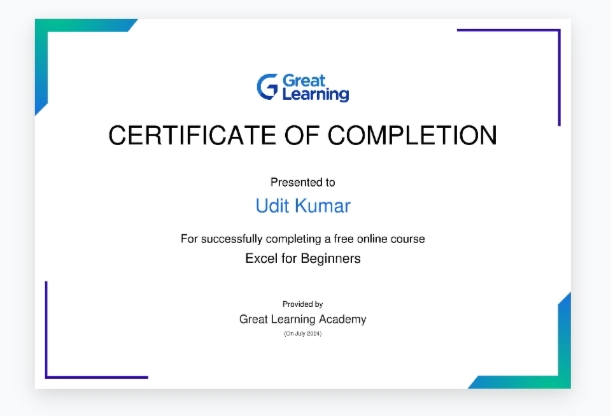 Great
Learning
CERTIFICATE OF COMPLETION
Presented to
Udit Kumar
For successfully completing a free online course
Excel for Beginners
Provided by
Great Learning Academy
(On July 2024)